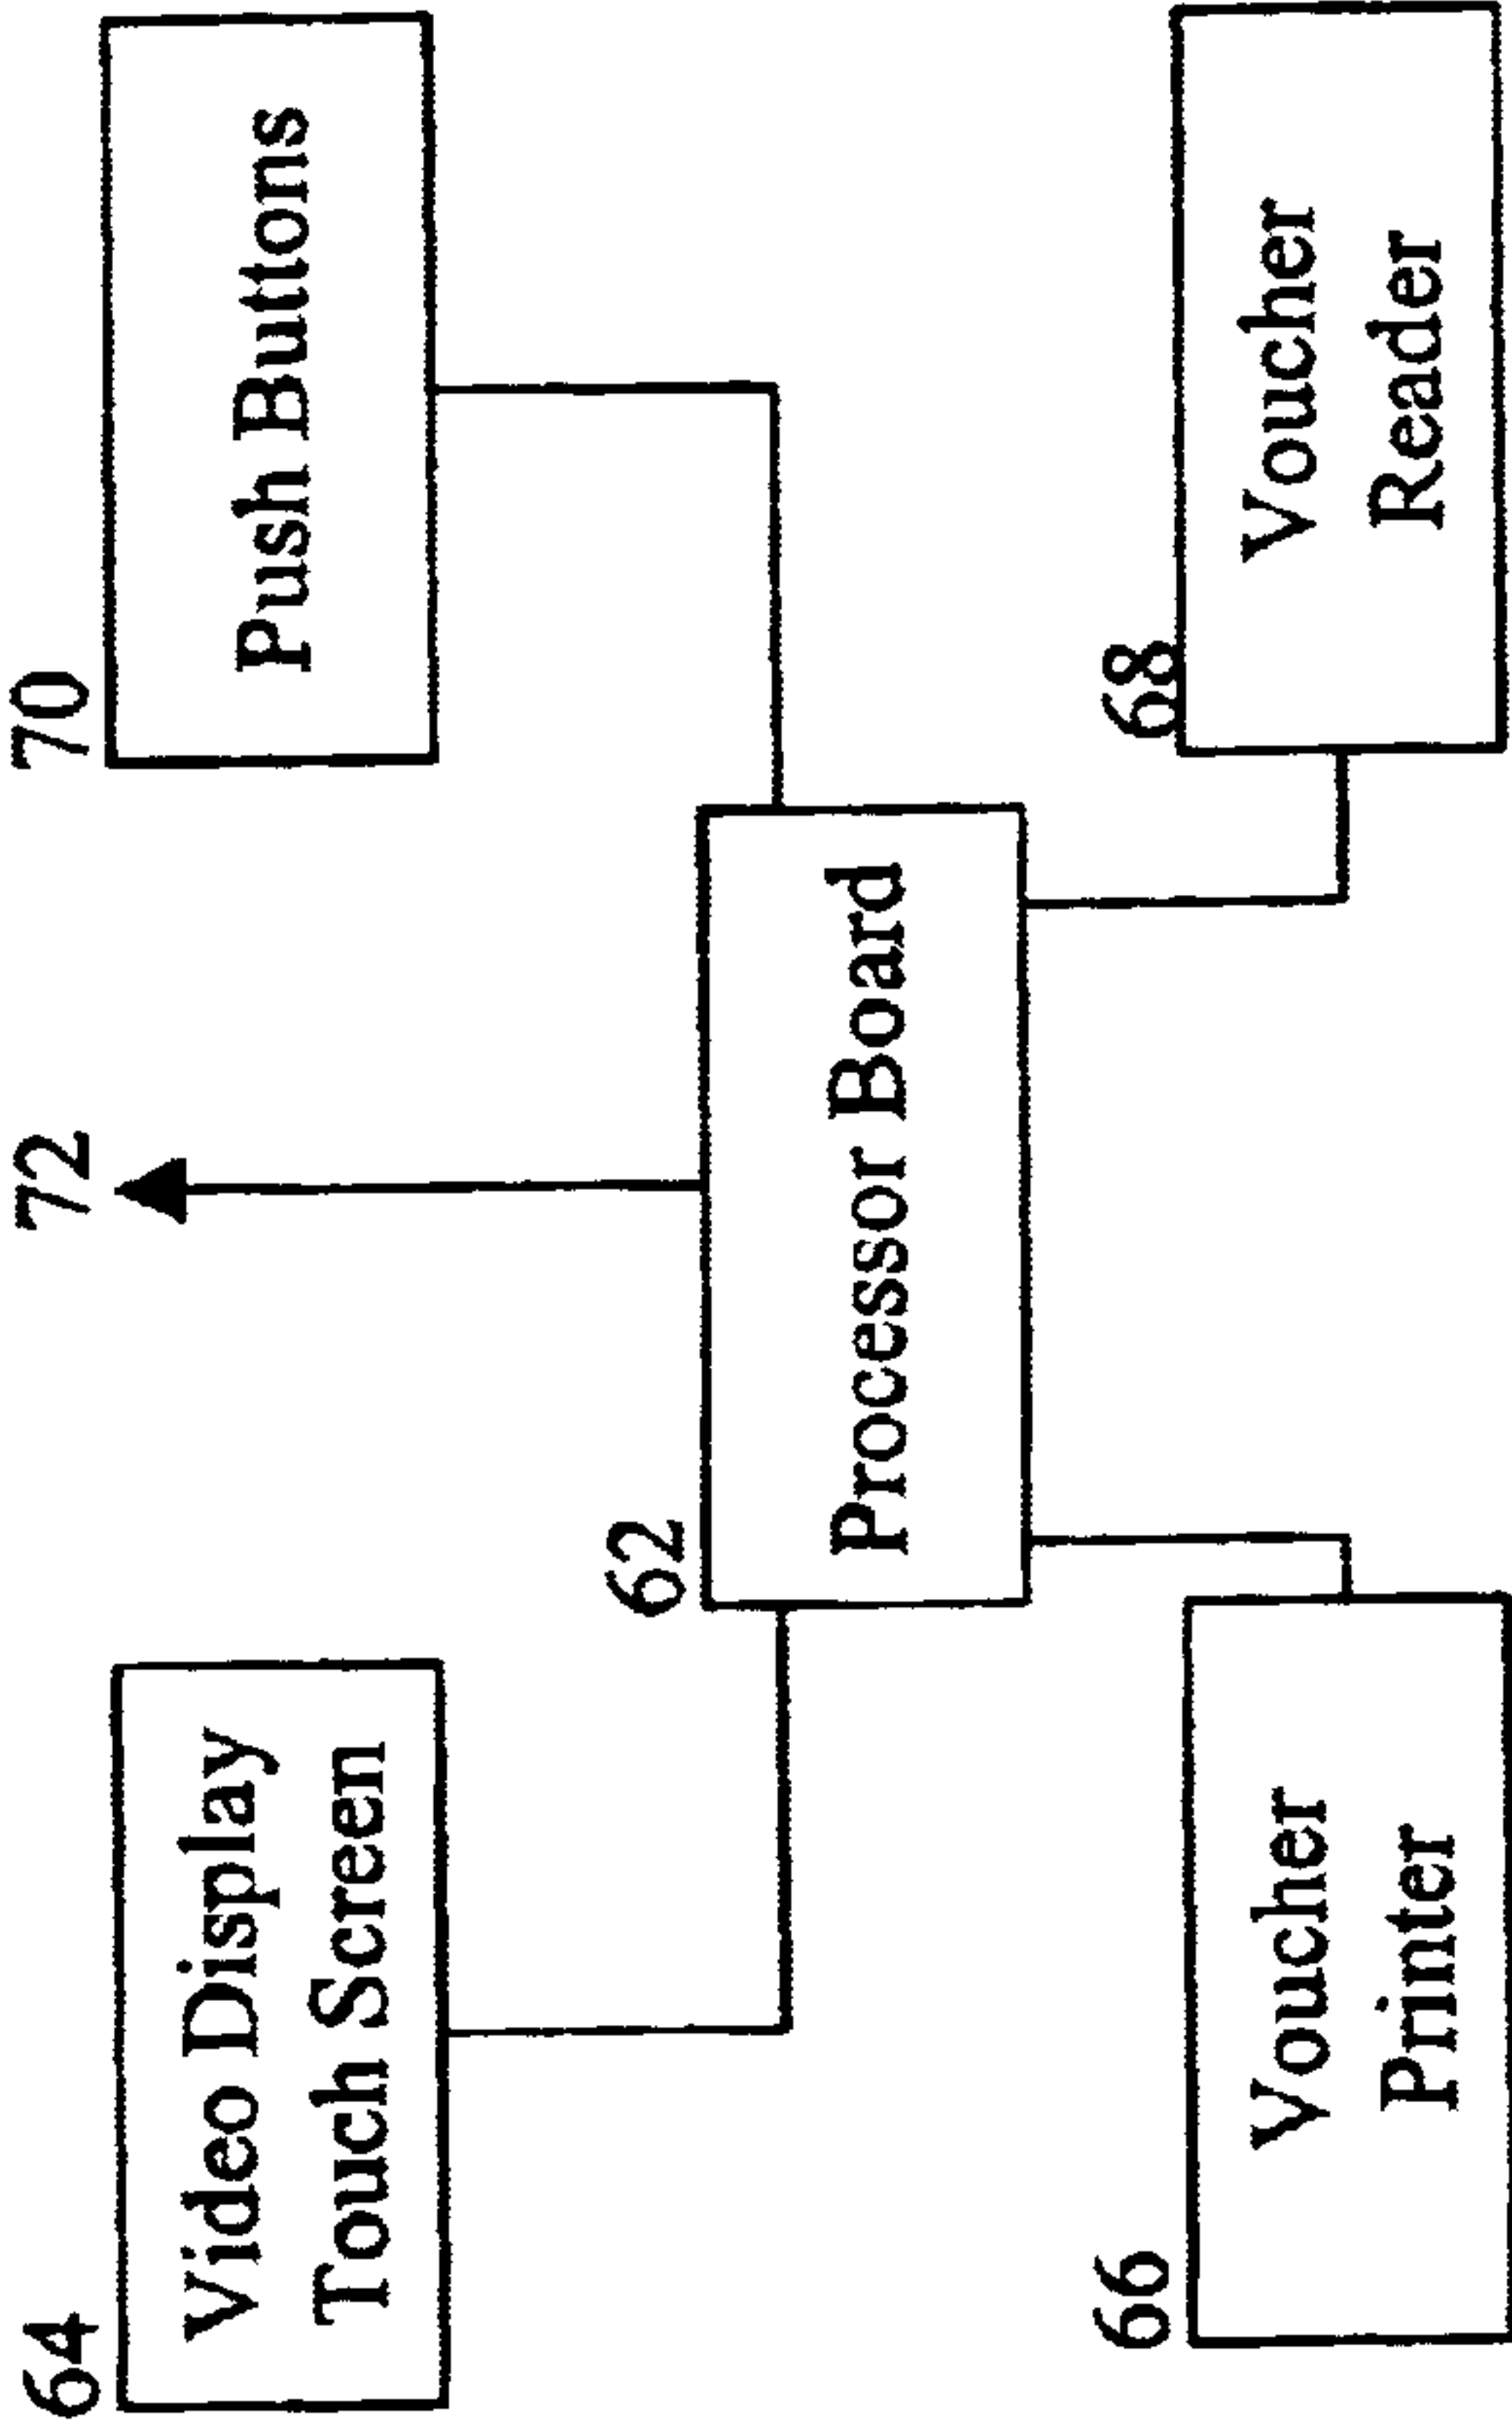 64
Video Display
Touch Screen
72
70
Push Buttons
62
Processor Board
66
Voucher
Printer
68
Voucher
Reader